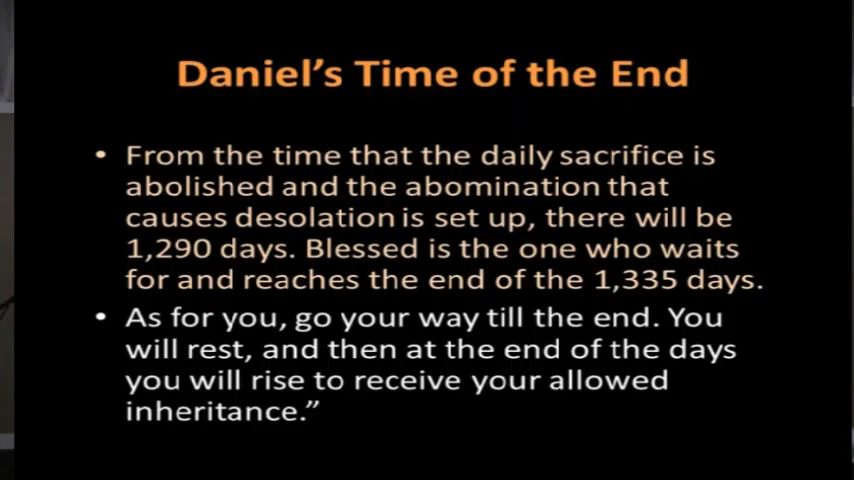 Daniel’s Time of the End
• From the time that the daily sacrifice is
abolished and the abomination that
causes desolation is set up, there will be
1,290 days. Blessed is the one who waits
for and reaches the end of the 1,335 days.
• As for you, go your way till the end. You
will rest, and then at the end of the days
you will rise to receive your allowed
inheritance.”